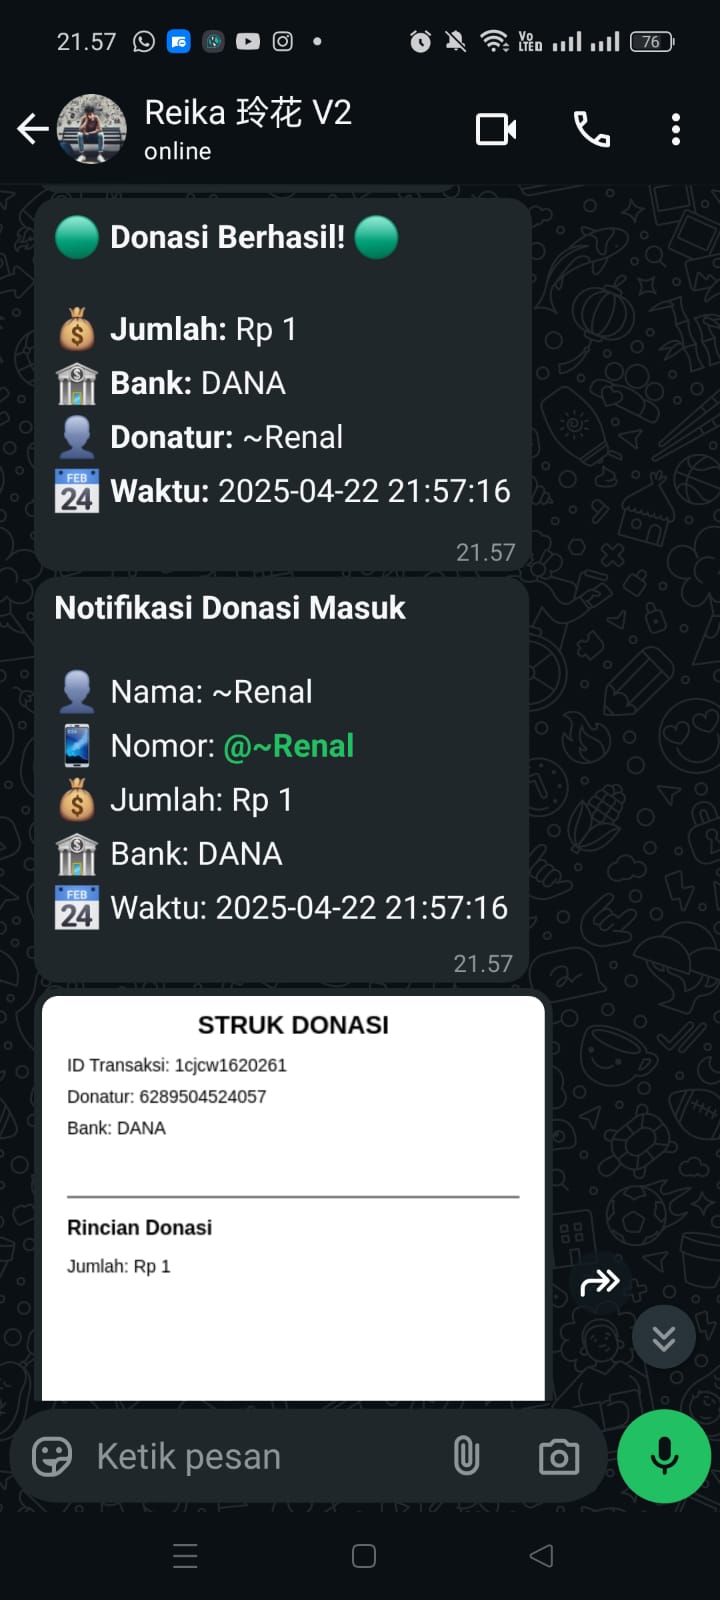 21.57
Vo
LTED
76
Reika 玲花 V2
online
Donasi Berhasil!
Jumlah: Rp 1
Bank: DANA
Donatur: ~Renal
FEB
24
Waktu: 2025-04-22 21:57:16
21.57
Notifikasi Donasi Masuk
Nama: ~Renal
Nomor: @~Renal
Jumlah: Rp 1
Bank: DANA
FEB
24
Waktu: 2025-04-22 21:57:16
21.57
STRUK DONASI
ID Transaksi: 1cjcw1620261
Donatur: 6289504524057
Bank: DANA
Rincian Donasi
Jumlah: Rp 1
Ketik pesan